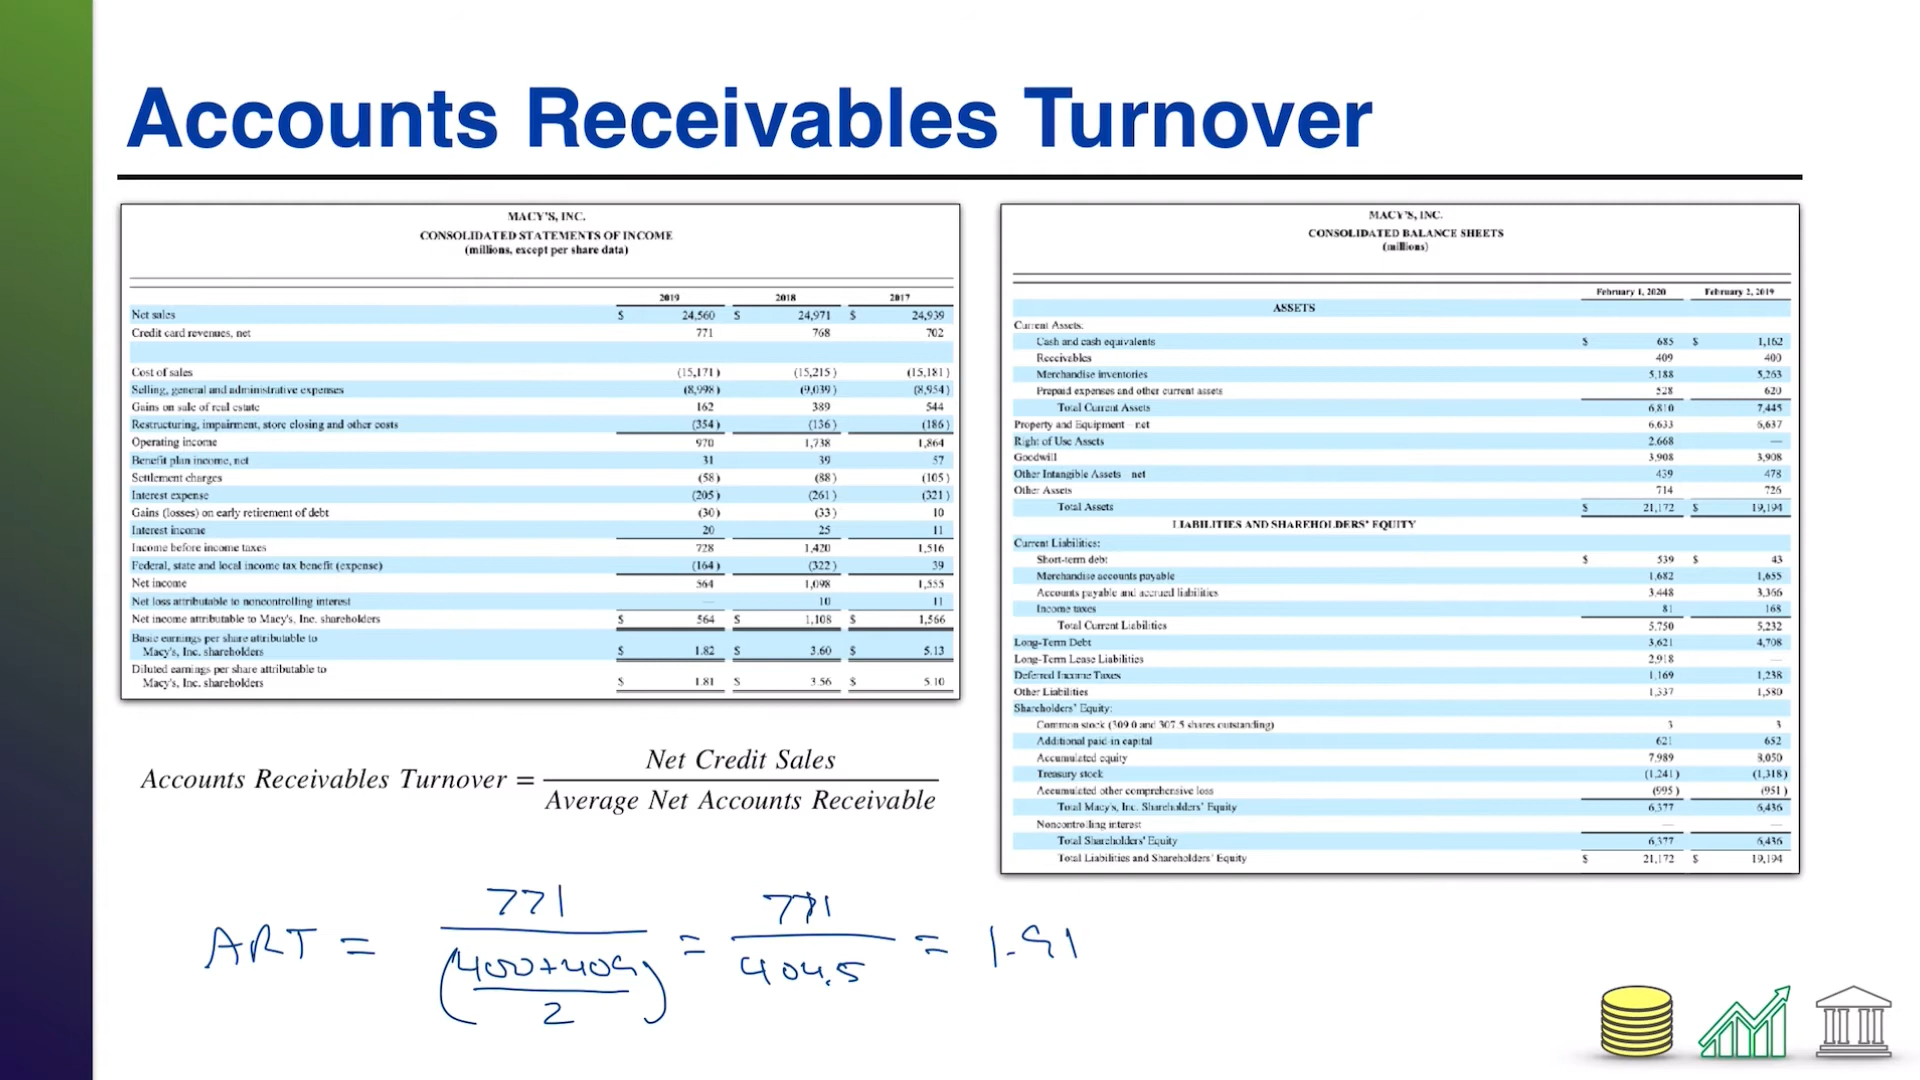 Accounts Receivables Turnover
MACY'S, INC.
CONSOLIDATED STATEMENTS OF INCOME
(millions, except per share data)
2019 2018 2017
Net sales $ 24,560 $ 24,971 $ 24,939
Credit card revenues, net 771 768 702
Cost of sales (15,171) (15,215) (15,181)
Selling, general and administrative expenses (8,998) (9,039) (8,954)
Gains on sale of real estate 162 389 544
Restructuring, impairment, store closing and other costs (354) (136) (186)
Operating income 970 1,738 1,864
Benefit plan income, net 31 39 57
Settlement charges (58) (88) (105)
Interest expense (205) (261) (321)
Gains (losses) on early retirement of debt (30) (33) 10
Interest income 20 25 11
Income before income taxes 728 1,420 1,516
Federal, state and local income tax benefit (expense) (164) (322) 39
Net income 564 1,098 1,555
Net loss attributable to noncontrolling interest — 10 11
Net income attributable to Macy's, Inc. shareholders $ 564 $ 1,108 $ 1,566
Basic earnings per share attributable to
Macy's, Inc. shareholders $ 1.82 $ 3.60 $ 5.13
Diluted earnings per share attributable to
Macy's, Inc. shareholders $ 1.81 $ 3.56 $ 5.10
MACY'S, INC.
CONSOLIDATED BALANCE SHEETS
(millions)
February 1, 2020 February 2, 2019
ASSETS
Current Assets:
Cash and cash equivalents $ 685 $ 1,162
Receivables 409 400
Merchandise inventories 5,188 5,263
Prepaid expenses and other current assets 528 620
Total Current Assets 6,810 7,445
Property and Equipment – net 6,633 6,637
Right of Use Assets 2,668 —
Goodwill 3,908 3,908
Other Intangible Assets – net 439 478
Other Assets 714 726
Total Assets $ 21,172 $ 19,194
LIABILITIES AND SHAREHOLDERS' EQUITY
Current Liabilities:
Short-term debt $ 539 $ 43
Merchandise accounts payable 1,682 1,655
Accounts payable and accrued liabilities 3,448 3,366
Income taxes 81 168
Total Current Liabilities 5,750 5,232
Long-Term Debt 3,621 4,708
Long-Term Lease Liabilities 2,918 —
Deferred Income Taxes 1,169 1,238
Other Liabilities 1,337 1,580
Shareholders' Equity:
Common stock (309.0 and 307.5 shares outstanding) 3 3
Additional paid-in capital 621 652
Accumulated equity 7,989 8,050
Treasury stock (1,241) (1,318)
Accumulated other comprehensive loss (995) (951)
Total Macy's, Inc. Shareholders' Equity 6,377 6,436
Noncontrolling interest — —
Total Shareholders' Equity 6,377 6,436
Total Liabilities and Shareholders' Equity $ 21,172 $ 19,194
Net Credit Sales
Accounts Receivables Turnover =
Average Net Accounts Receivable
771 771
ART = = = 1.91
(400+409) 404.5
2